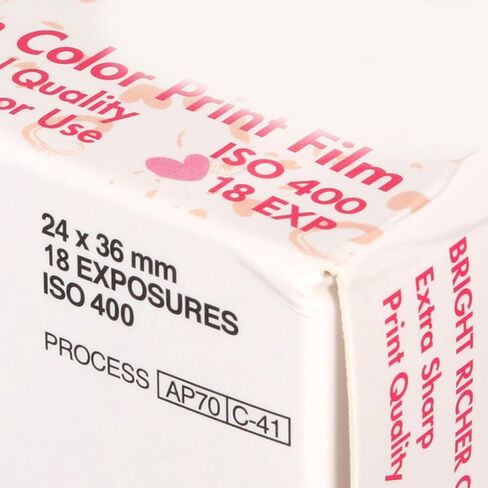 Color Print Film
Quality
or Use
ISO 400
18 EXP
24 x 36 mm
18 EXPOSURES
ISO 400
PROCESS AP70 C-41
BRIGHT RICHER
Extra Sharp
Print Quality